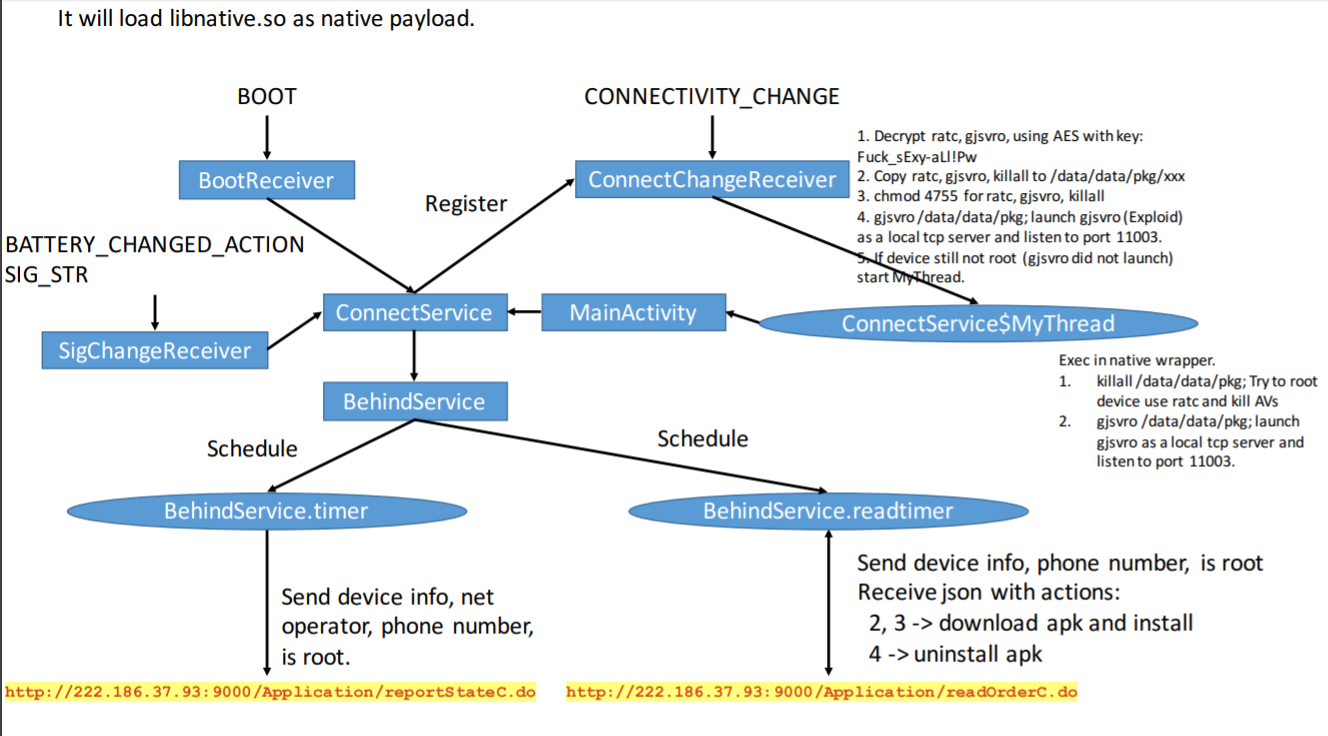 It will load libnative.so as native payload.
BOOT
CONNECTIVITY_CHANGE
1. Decrypt ratc, gjsvro, using AES with key:
Fuck_sExy-aLl!Pw
2. Copy ratc, gjsvro, killall to /data/data/pkg/xxx
3. chmod 4755 for ratc, gjsvro, killall
4. gjsvro /data/data/pkg; launch gjsvro (Exploid)
as a local tcp server and listen to port 11003.
5. If device still not root (gjsvro did not launch)
start MyThread.
BootReceiver
ConnectChangeReceiver
Register
BATTERY_CHANGED_ACTION
SIG_STR
ConnectService
MainActivity
ConnectService$MyThread
SigChangeReceiver
Exec in native wrapper.
1. killall /data/data/pkg; Try to root
device use ratc and kill AVs
2. gjsvro /data/data/pkg; launch
gjsvro as a local tcp server and
listen to port 11003.
BehindService
Schedule
Schedule
BehindService.timer
BehindService.readtimer
Send device info, net
operator, phone number,
is root.
Send device info, phone number, is root
Receive json with actions:
2, 3 -> download apk and install
4 -> uninstall apk
http://222.186.37.93:9000/Application/reportStateC.do
http://222.186.37.93:9000/Application/readOrderC.do